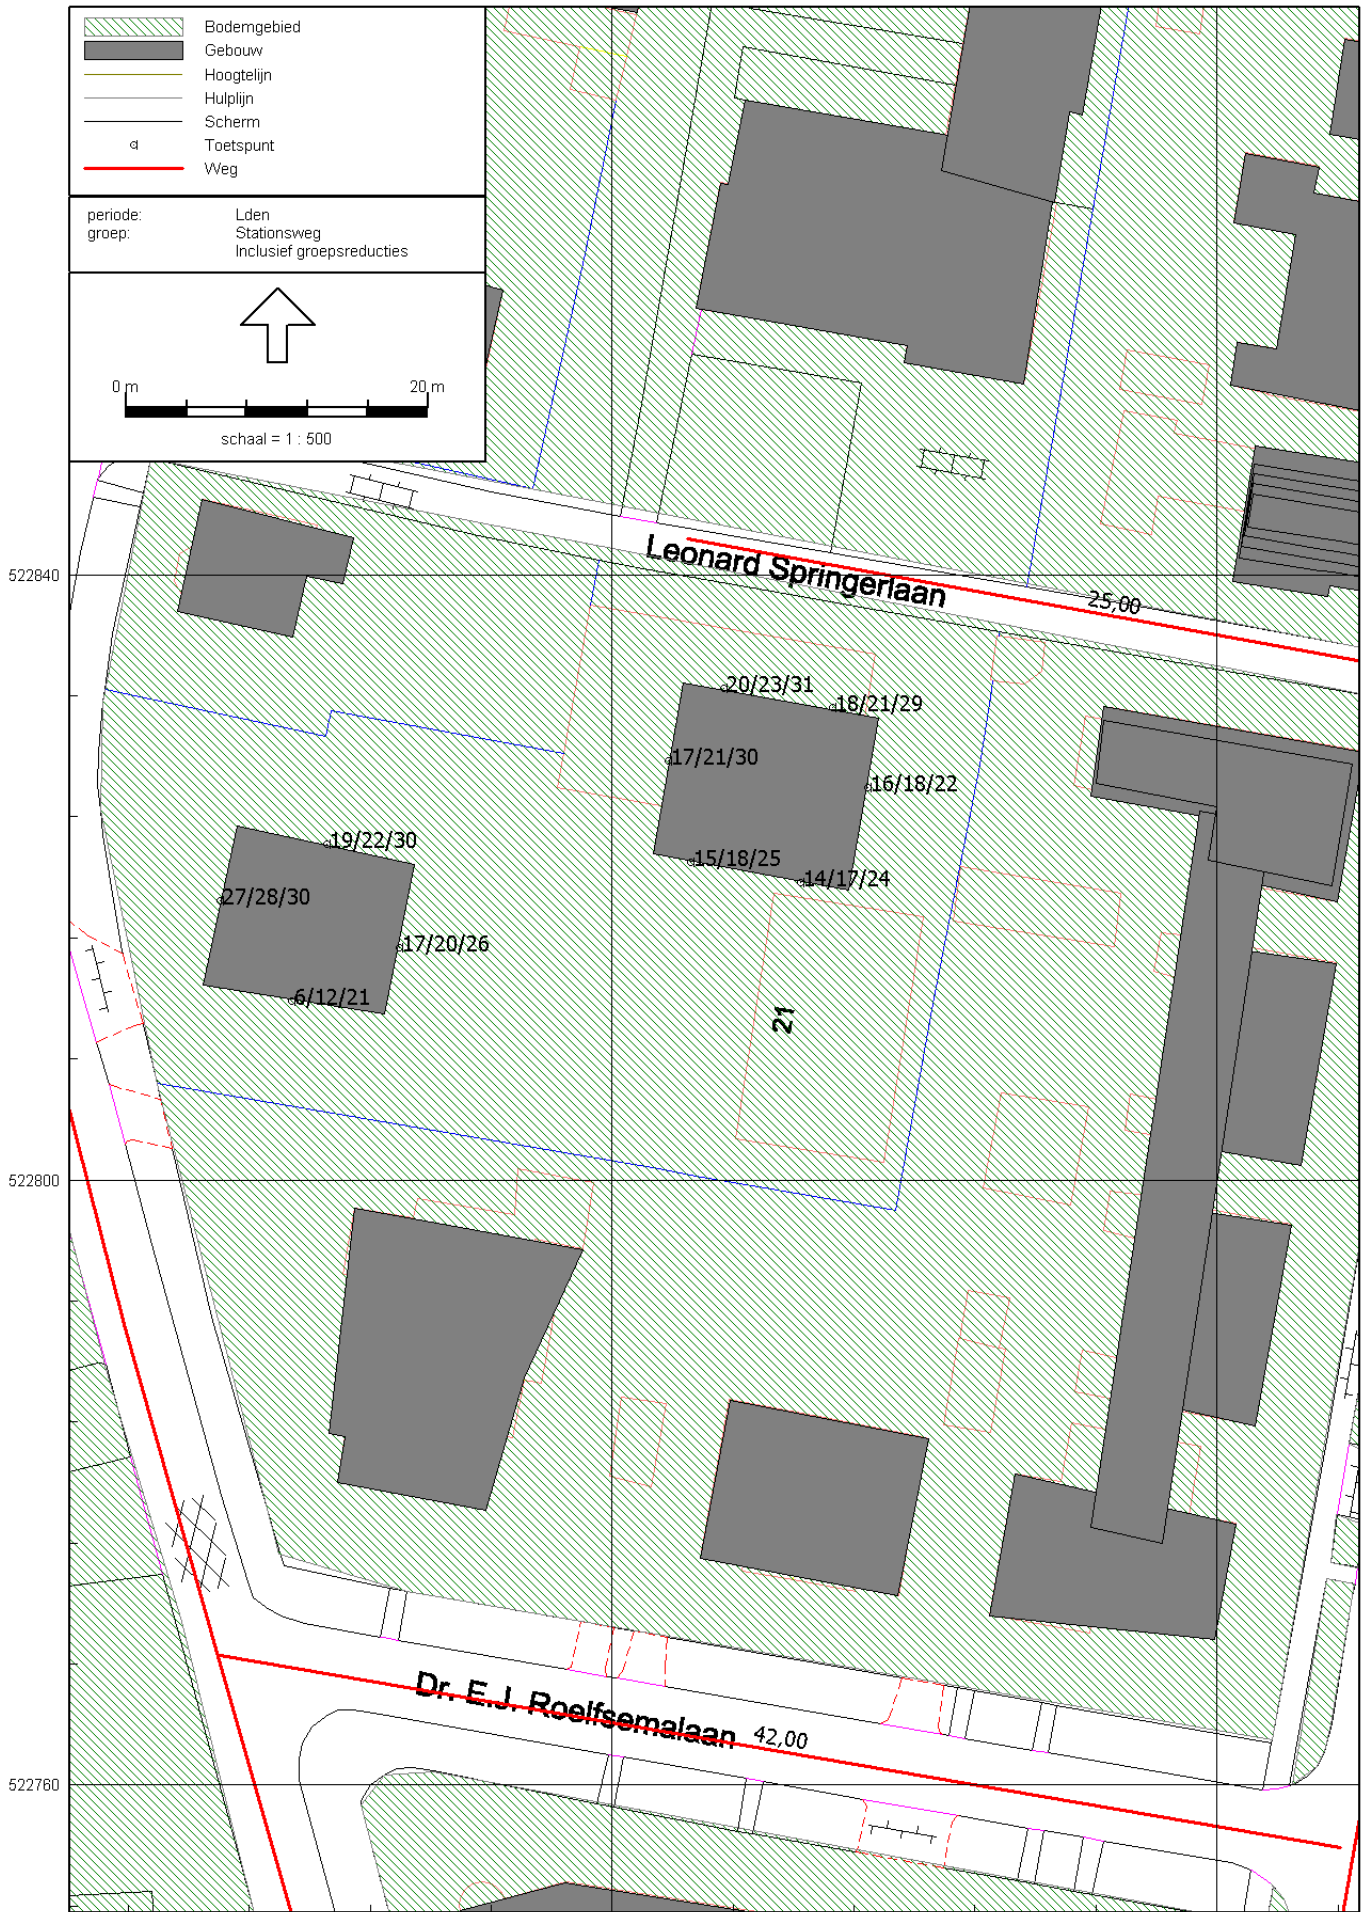 Bodemgebied
Gebouw
Hoogtelijn
Hulplijn
Scherm
Toetspunt
Weg
periode: Lden
groep: Stationsweg
Inclusief groepsreducties
0 m 20 m
schaal = 1 : 500
Leonard Springerlaan
522840
25,00
20/23/31
18/21/29
17/21/30
16/18/22
19/22/30
15/18/25
14/17/24
27/28/30
17/20/26
6/12/21
21
522800
Dr. E.J. Roelfsemalaan
42,00
522760